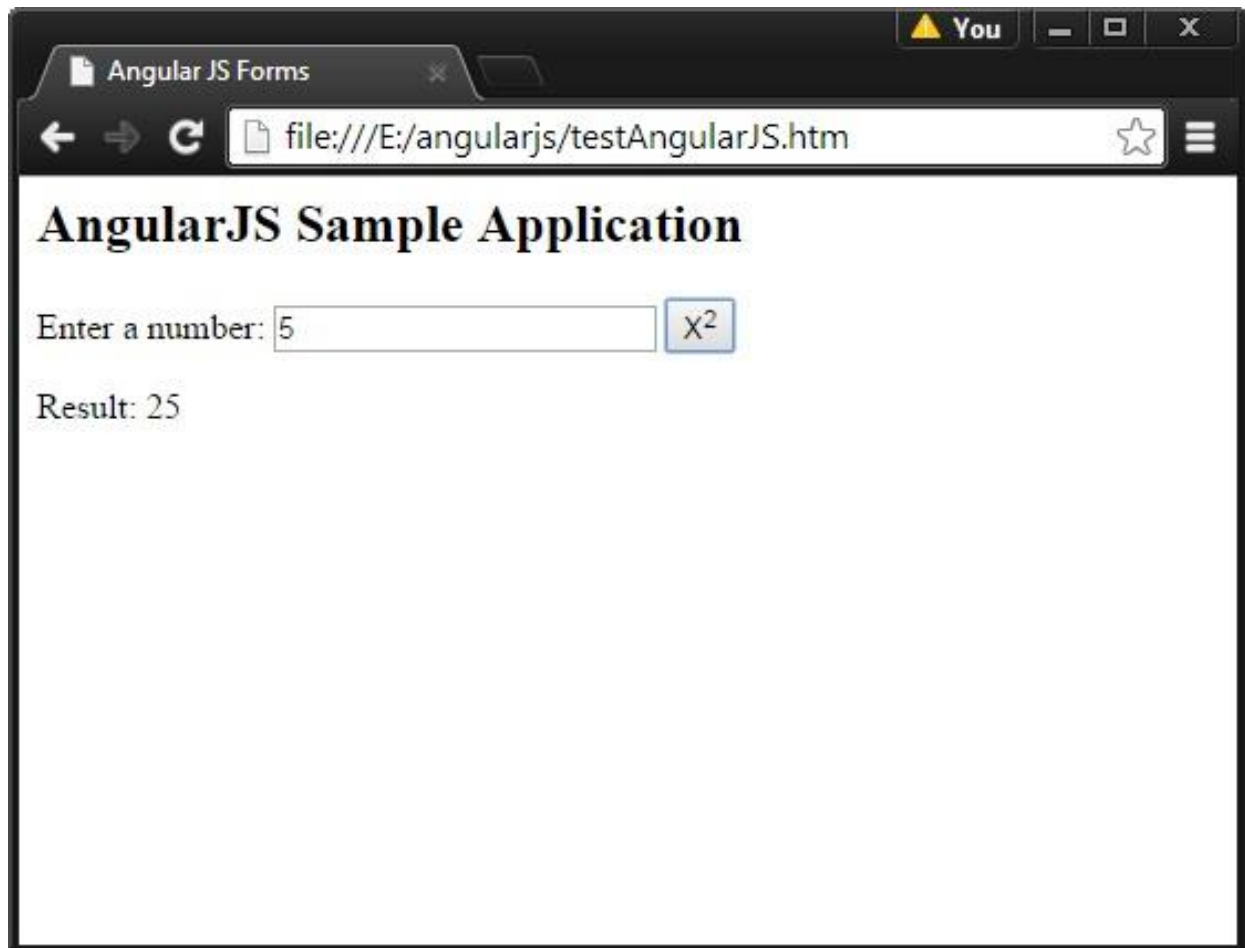 You
Angular JS Forms
file:///E:/angularjs/testAngularJS.htm
AngularJS Sample Application
Enter a number: 5 X²
Result: 25